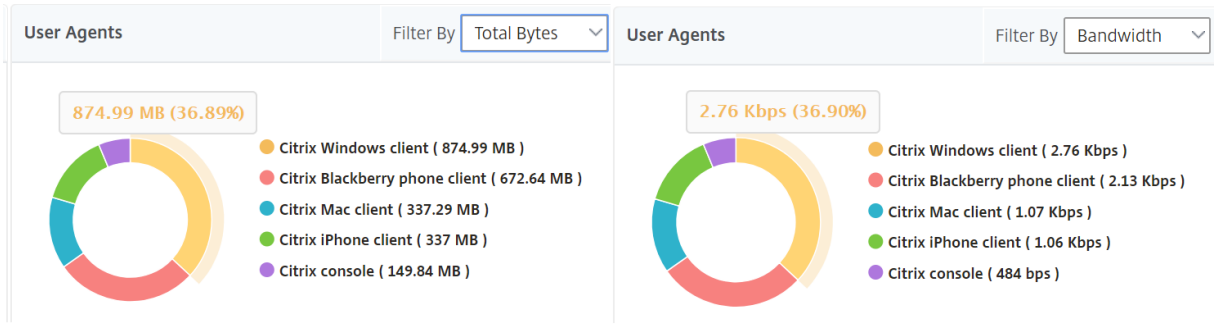 User Agents
Filter By Total Bytes
874.99 MB (36.89%)
Citrix Windows client ( 874.99 MB )
Citrix Blackberry phone client ( 672.64 MB )
Citrix Mac client ( 337.29 MB )
Citrix iPhone client ( 337 MB )
Citrix console ( 149.84 MB )
User Agents
Filter By Bandwidth
2.76 Kbps (36.90%)
Citrix Windows client ( 2.76 Kbps )
Citrix Blackberry phone client ( 2.13 Kbps )
Citrix Mac client ( 1.07 Kbps )
Citrix iPhone client ( 1.06 Kbps )
Citrix console ( 484 bps )